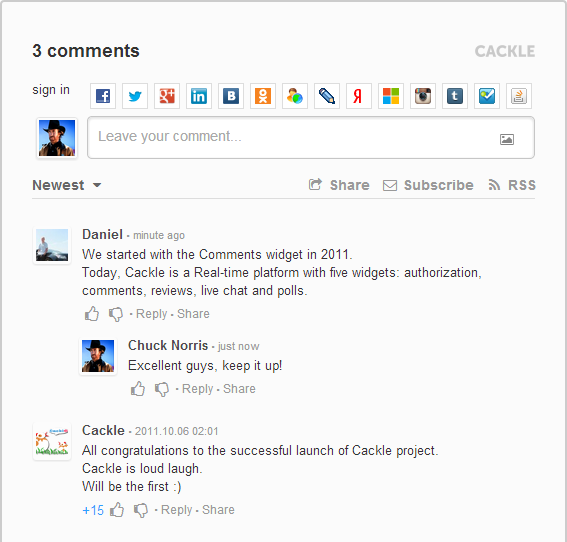 3 comments CACKLE
sign in
Leave your comment...
Newest Share Subscribe RSS
Daniel • minute ago
We started with the Comments widget in 2011.
Today, Cackle is a Real-time platform with five widgets: authorization,
comments, reviews, live chat and polls.
• Reply • Share
Chuck Norris • just now
Excellent guys, keep it up!
• Reply • Share
Cackle • 2011.10.06 02:01
All congratulations to the successful launch of Cackle project.
Cackle is loud laugh.
Will be the first :)
+15 • Reply • Share